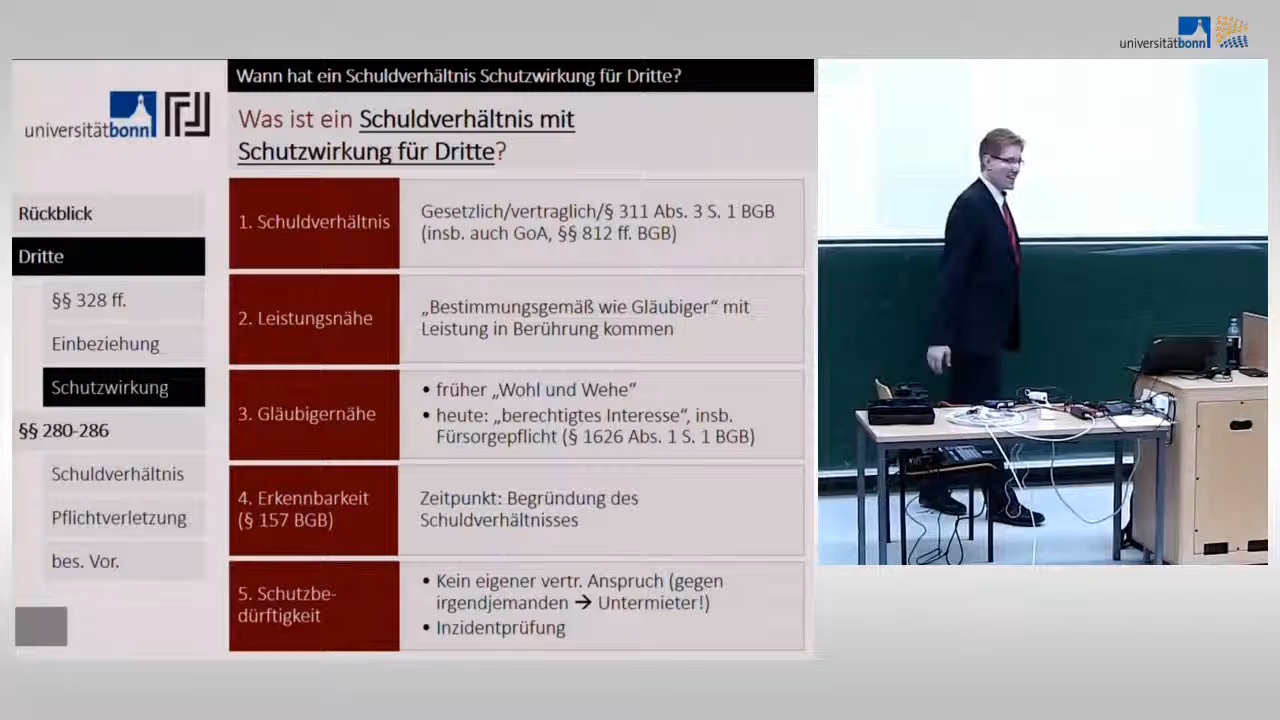 universitätbonn
Wann hat ein Schuldverhältnis Schutzwirkung für Dritte?
universitätbonn
Was ist ein Schuldverhältnis mit
Schutzwirkung für Dritte?
Rückblick
Dritte
§§ 328 ff.
Einbeziehung
Schutzwirkung
§§ 280-286
Schuldverhältnis
Pflichtverletzung
bes. Vor.
1. Schuldverhältnis
Gesetzlich/vertraglich/§ 311 Abs. 3 S. 1 BGB
(insb. auch GoA, §§ 812 ff. BGB)
2. Leistungsnähe
„Bestimmungsgemäß wie Gläubiger“ mit
Leistung in Berührung kommen
3. Gläubigernähe
• früher „Wohl und Wehe“
• heute: „berechtigtes Interesse“, insb.
Fürsorgepflicht (§ 1626 Abs. 1 S. 1 BGB)
4. Erkennbarkeit
(§ 157 BGB)
Zeitpunkt: Begründung des
Schuldverhältnisses
5. Schutzbe-
dürftigkeit
• Kein eigener vertr. Anspruch (gegen
irgendjemanden → Untermieter!)
• Inzidentprüfung